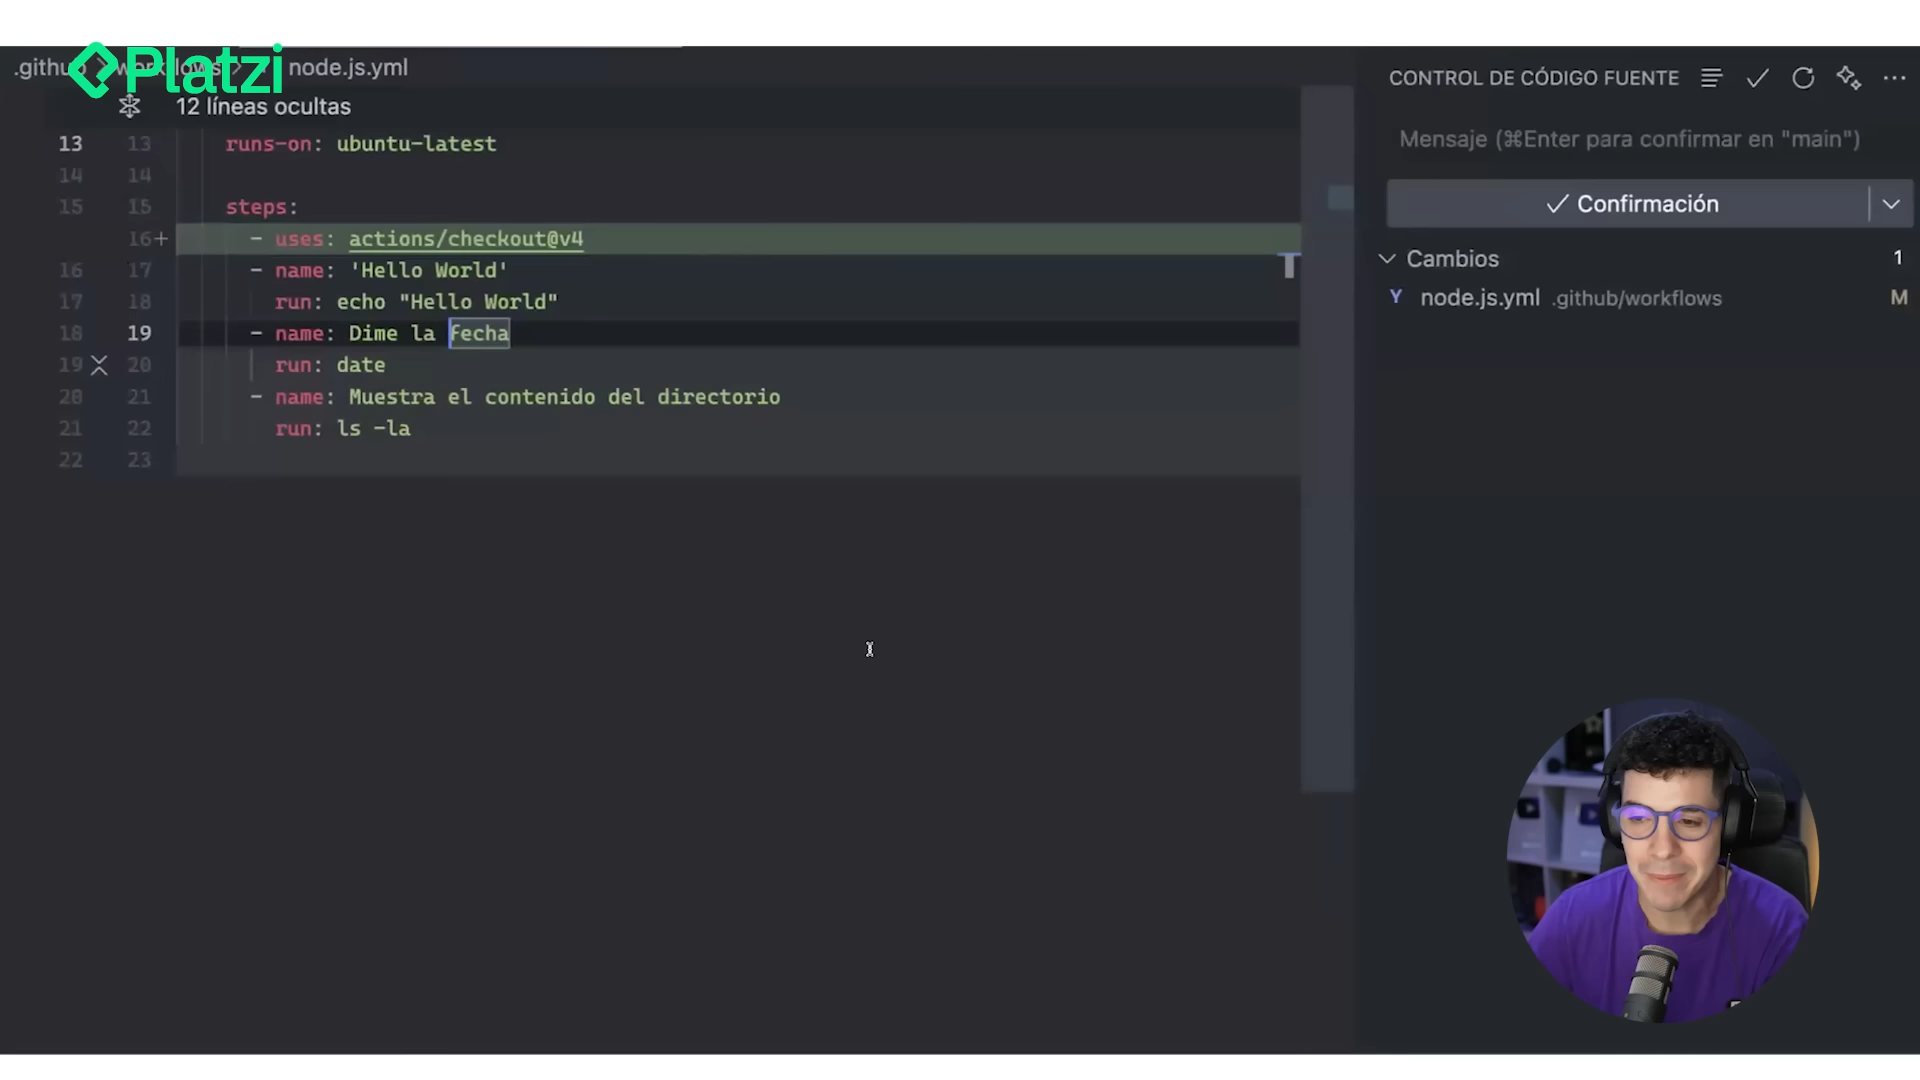 Platzi
.github > workflows > node.js.yml
12 líneas ocultas
13 13 runs-on: ubuntu-latest
14 14
15 15 steps:
16+ - uses: actions/checkout@v4
16 17 - name: 'Hello World'
17 18 run: echo "Hello World"
18 19 - name: Dime la fecha
19 20 run: date
20 21 - name: Muestra el contenido del directorio
21 22 run: ls -la
22 23
CONTROL DE CÓDIGO FUENTE
Mensaje (⌘Enter para confirmar en "main")
Confirmación
Cambios 1
Y node.js.yml .github/workflows M